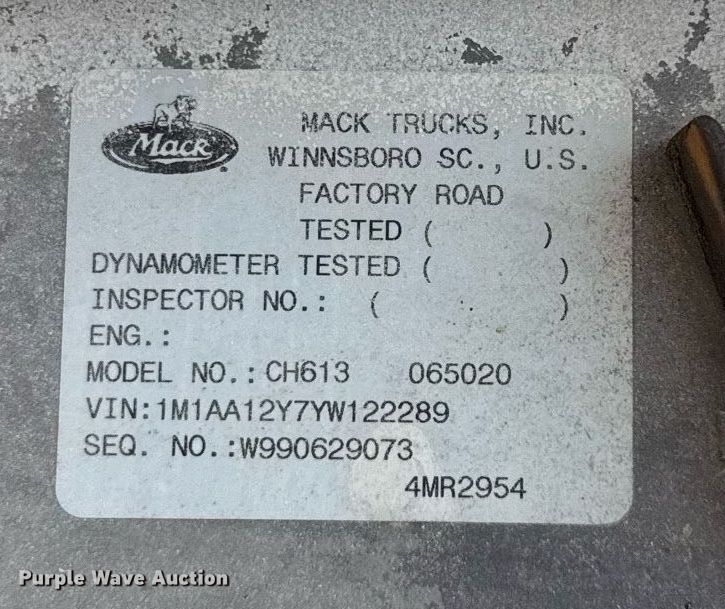 Mack
MACK TRUCKS, INC.
WINNSBORO SC., U.S.
FACTORY ROAD
TESTED ( )
DYNAMOMETER TESTED ( )
INSPECTOR NO.: ( )
ENG.:
MODEL NO.:CH613 065020
VIN:1M1AA12Y7YW122289
SEQ. NO.:W990629073
4MR2954
Purple Wave Auction